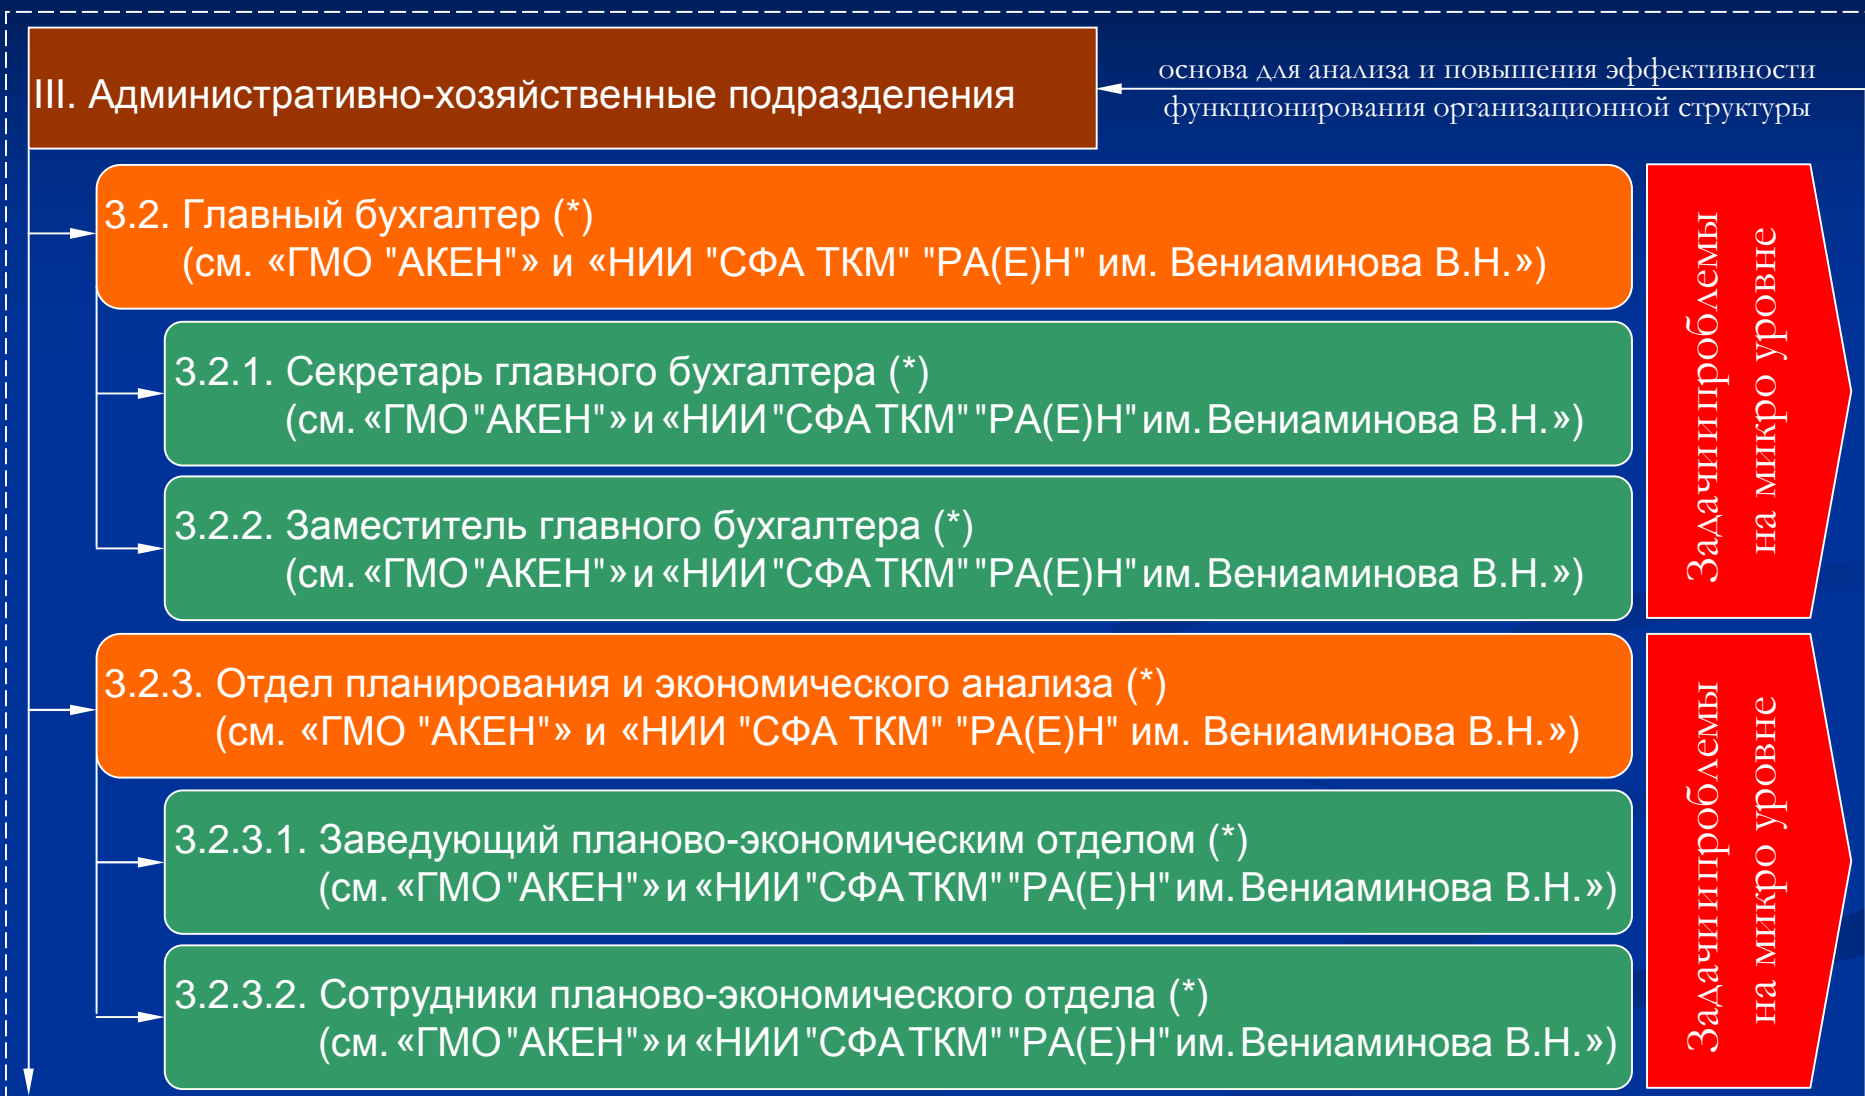 III. Административно-хозяйственные подразделения
основа для анализа и повышения эффективности
функционирования организационной структуры
3.2. Главный бухгалтер (*)
(см. «ГМО "АКЕН"» и «НИИ "СФА ТКМ" "РА(Е)Н" им. Вениаминова В.Н.»)
3.2.1. Секретарь главного бухгалтера (*)
(см. «ГМО "АКЕН"» и «НИИ "СФА ТКМ" "РА(Е)Н" им. Вениаминова В.Н.»)
3.2.2. Заместитель главного бухгалтера (*)
(см. «ГМО "АКЕН"» и «НИИ "СФА ТКМ" "РА(Е)Н" им. Вениаминова В.Н.»)
Задачи и проблемы
на микро уровне
3.2.3. Отдел планирования и экономического анализа (*)
(см. «ГМО "АКЕН"» и «НИИ "СФА ТКМ" "РА(Е)Н" им. Вениаминова В.Н.»)
3.2.3.1. Заведующий планово-экономическим отделом (*)
(см. «ГМО "АКЕН"» и «НИИ "СФА ТКМ" "РА(Е)Н" им. Вениаминова В.Н.»)
3.2.3.2. Сотрудники планово-экономического отдела (*)
(см. «ГМО "АКЕН"» и «НИИ "СФА ТКМ" "РА(Е)Н" им. Вениаминова В.Н.»)
Задачи и проблемы
на микро уровне